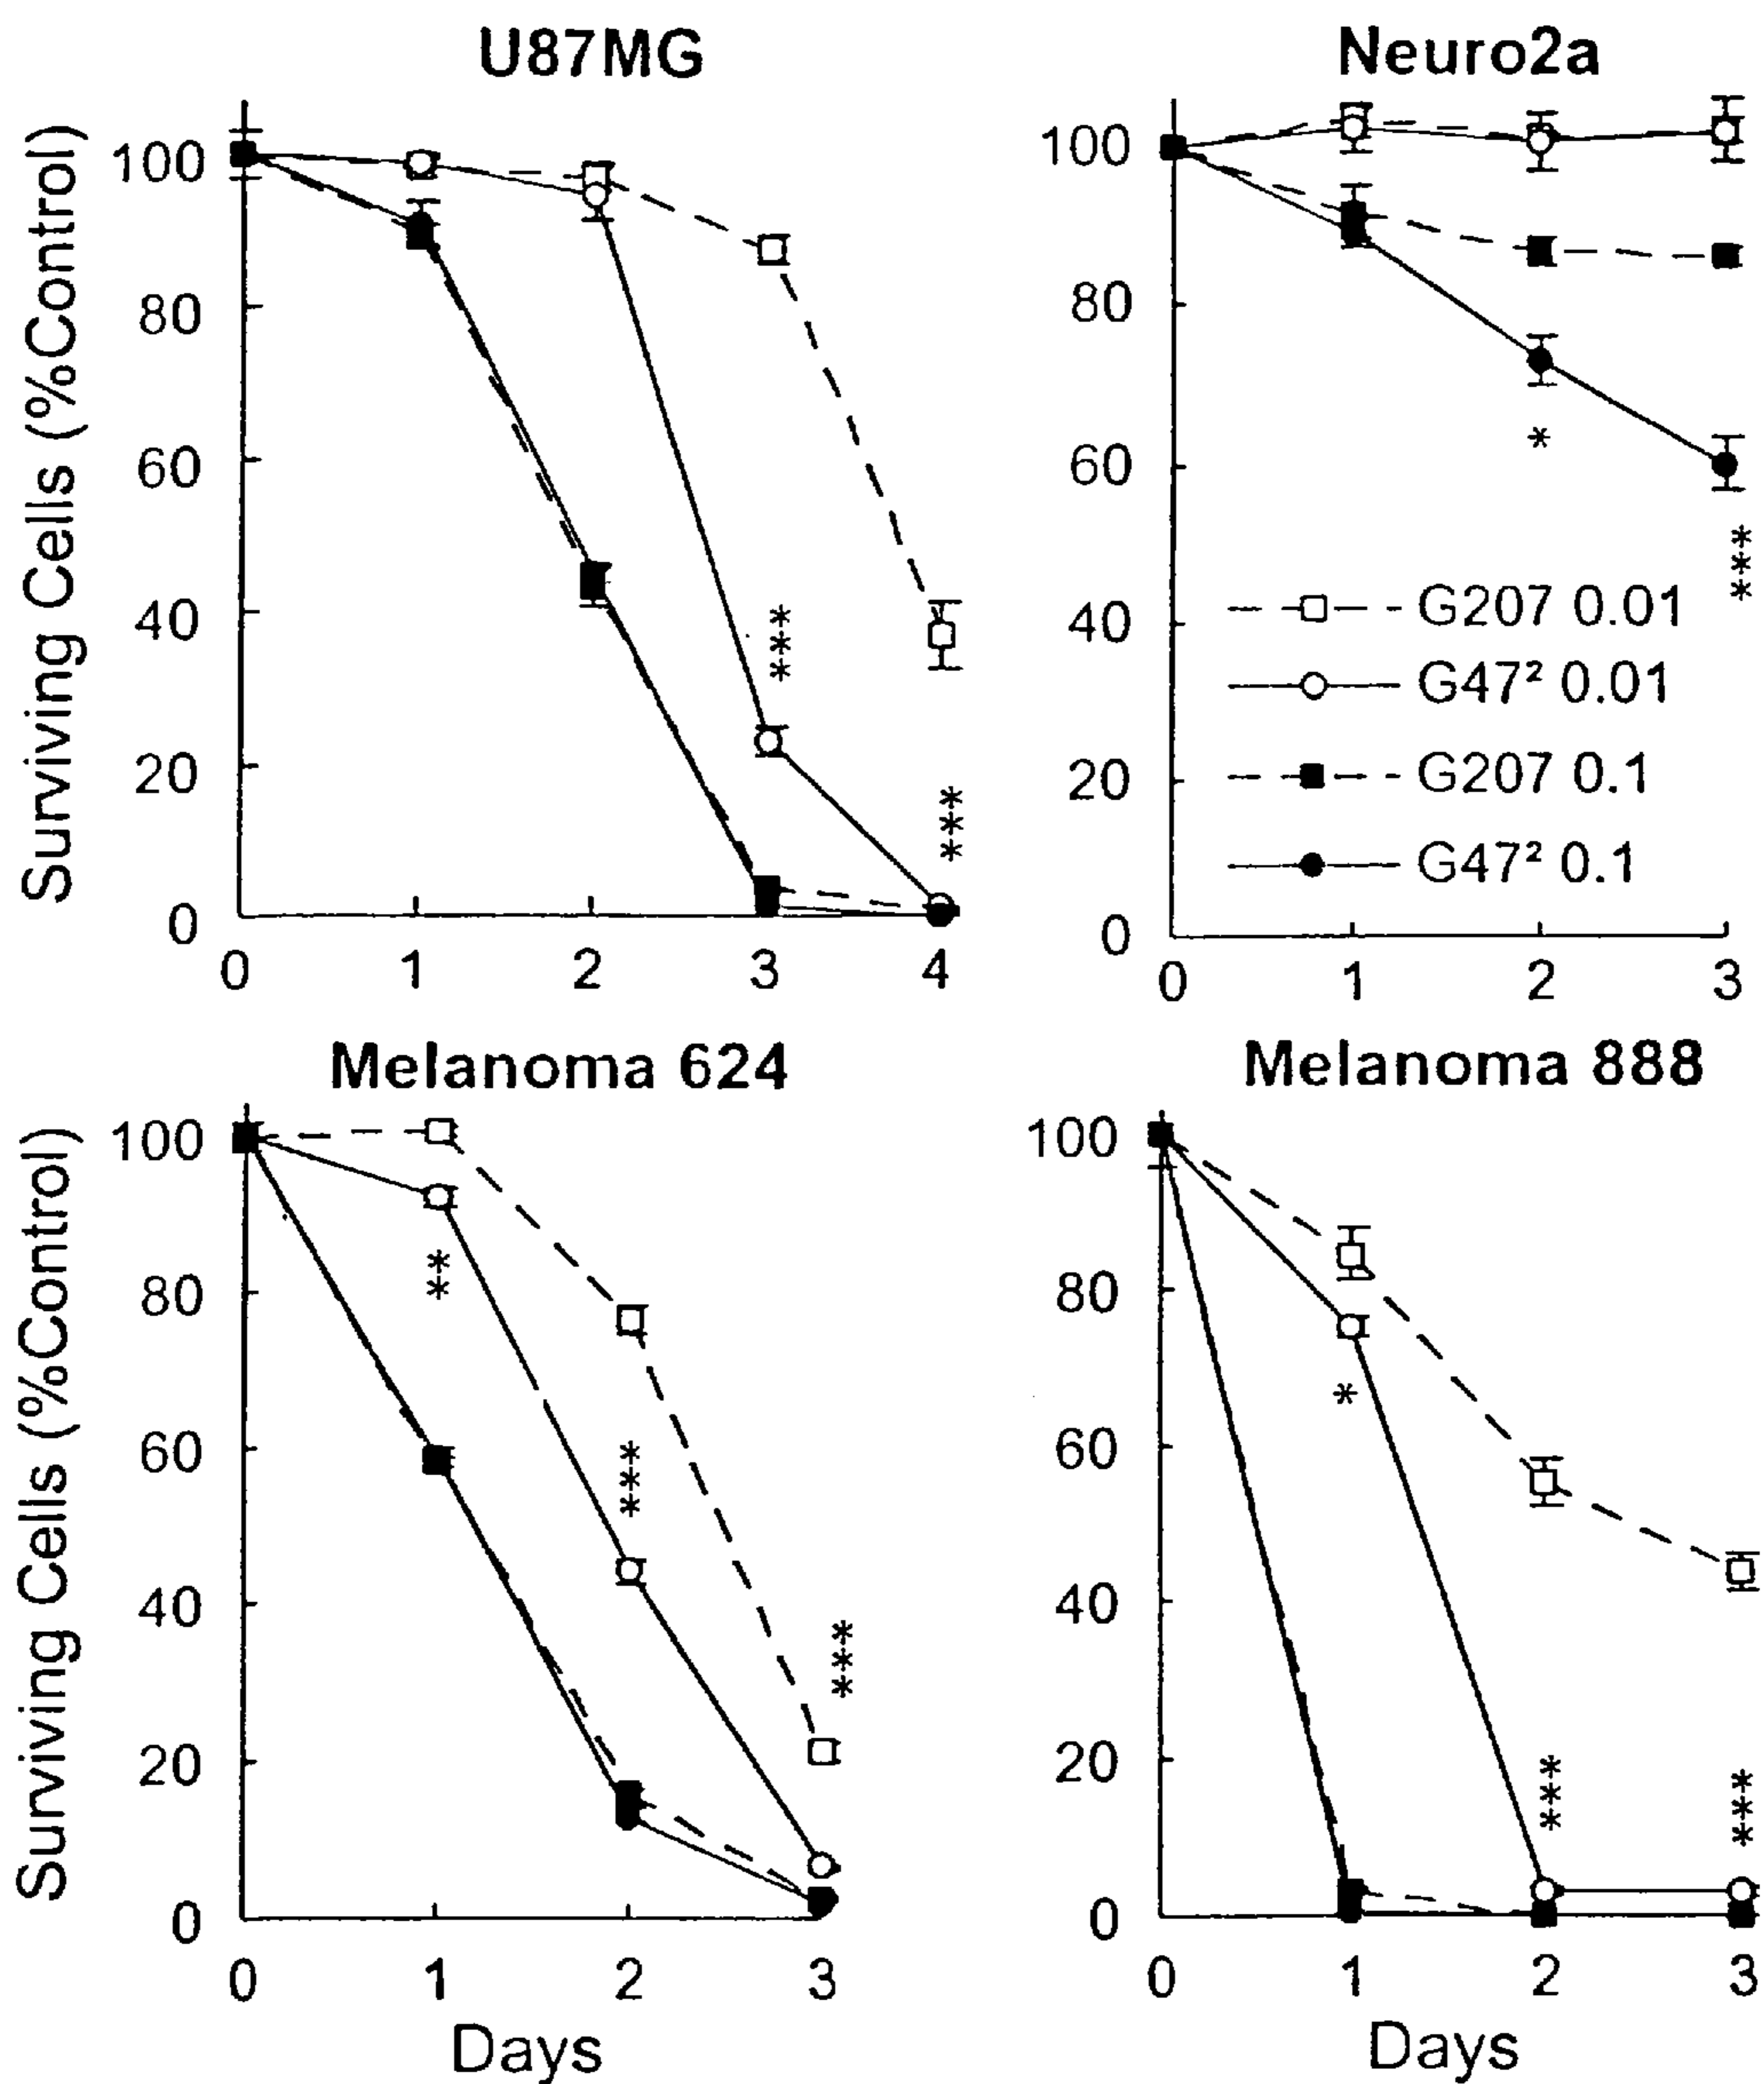 U87MG
Neuro2a
Surviving Cells (%Control)
100
80
60
40
20
0
0 1 2 3 4
***
***
100
80
60
40
20
0
0 1 2 3
*
***
G207 0.01
G47² 0.01
G207 0.1
G47² 0.1
Melanoma 624
Melanoma 888
Surviving Cells (%Control)
100
80
60
40
20
0
0 1 2 3
**
***
***
Days
100
80
60
40
20
0
0 1 2 3
*
***
***
Days